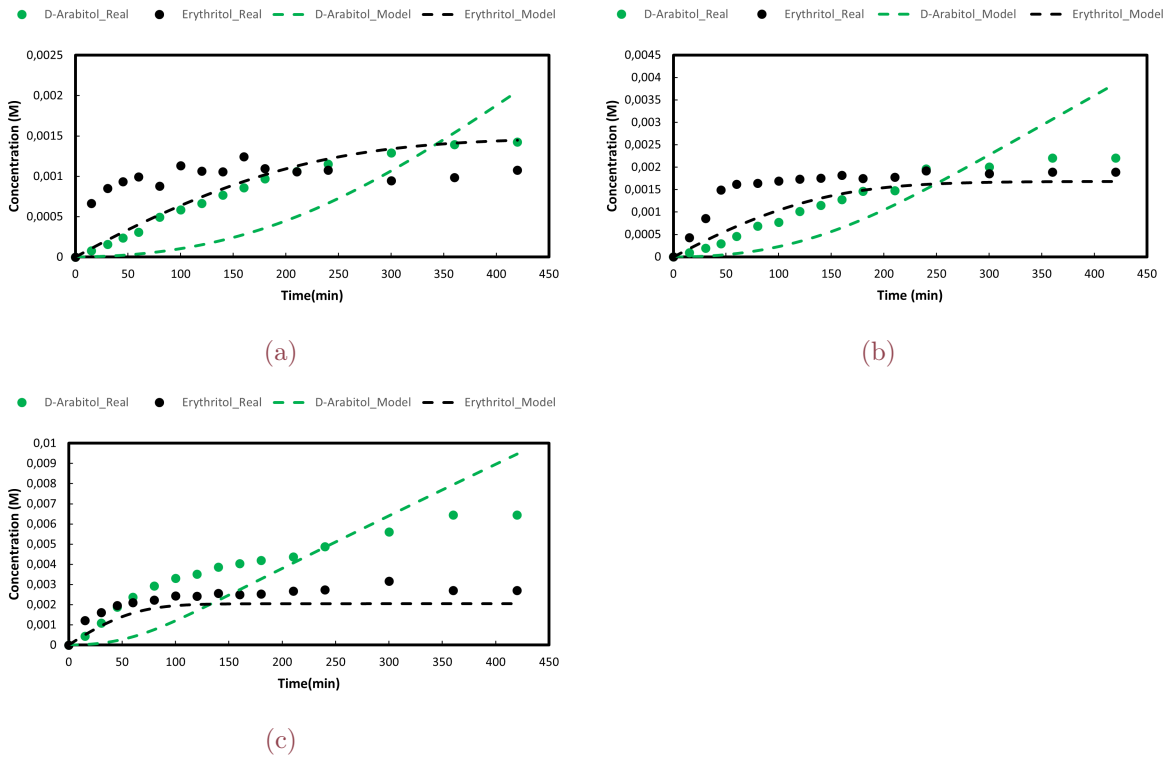 D-Arabitol_Real Erythritol_Real D-Arabitol_Model Erythritol_Model
0,0025
0,002
0,0015
0,001
0,0005
0
0 50 100 150 200 250 300 350 400 450
Concentration (M)
Time(min)
(a)
D-Arabitol_Real Erythritol_Real D-Arabitol_Model Erythritol_Model
0,0045
0,004
0,0035
0,003
0,0025
0,002
0,0015
0,001
0,0005
0
0 50 100 150 200 250 300 350 400 450
Concentration (M)
Time (min)
(b)
D-Arabitol_Real Erythritol_Real D-Arabitol_Model Erythritol_Model
0,01
0,009
0,008
0,007
0,006
0,005
0,004
0,003
0,002
0,001
0
0 50 100 150 200 250 300 350 400 450
Concentration (M)
Time(min)
(c)